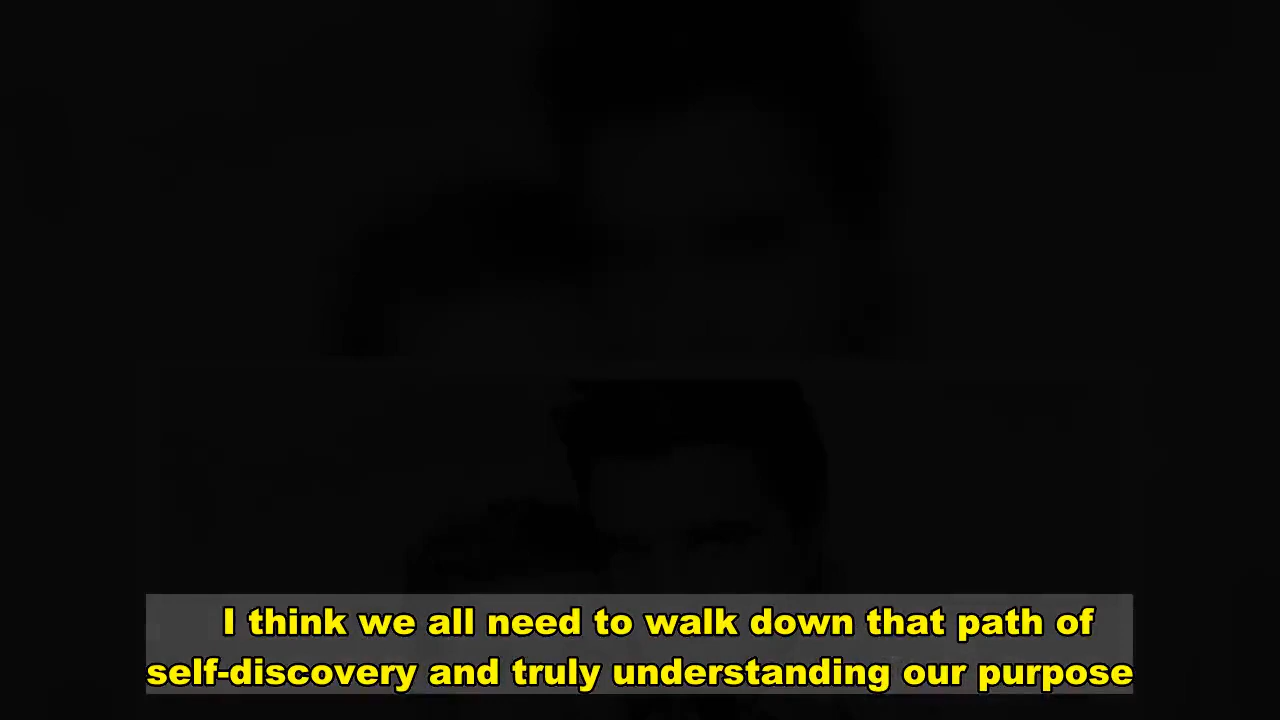 I think we all need to walk down that path of
self-discovery and truly understanding our purpose